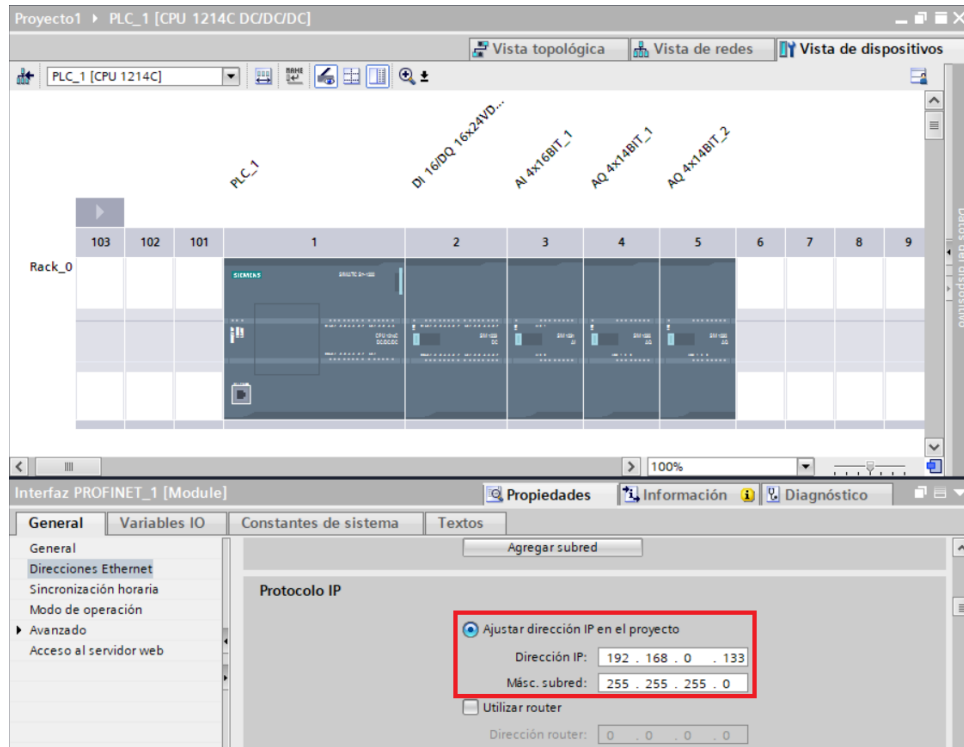 Proyecto1 ▸ PLC_1 [CPU 1214C DC/DC/DC]
Vista topológica Vista de redes Vista de dispositivos
PLC_1 [CPU 1214C]
PLC_1 DI 16/DQ 16x24VD... AI 4x16BIT_1 AQ 4x14BIT_1 AQ 4x14BIT_2
103 102 101 1 2 3 4 5 6 7 8 9
Rack_0
SIEMENS
Datos del dispositivo
100%
Interfaz PROFINET_1 [Module]
Propiedades Información Diagnóstico
General Variables IO Constantes de sistema Textos
General
Direcciones Ethernet
Sincronización horaria
Modo de operación
Avanzado
Acceso al servidor web
Agregar subred
Protocolo IP
Ajustar dirección IP en el proyecto
Dirección IP: 192 . 168 . 0 . 133
Másc. subred: 255 . 255 . 255 . 0
Utilizar router
Dirección router: 0 . 0 . 0 . 0